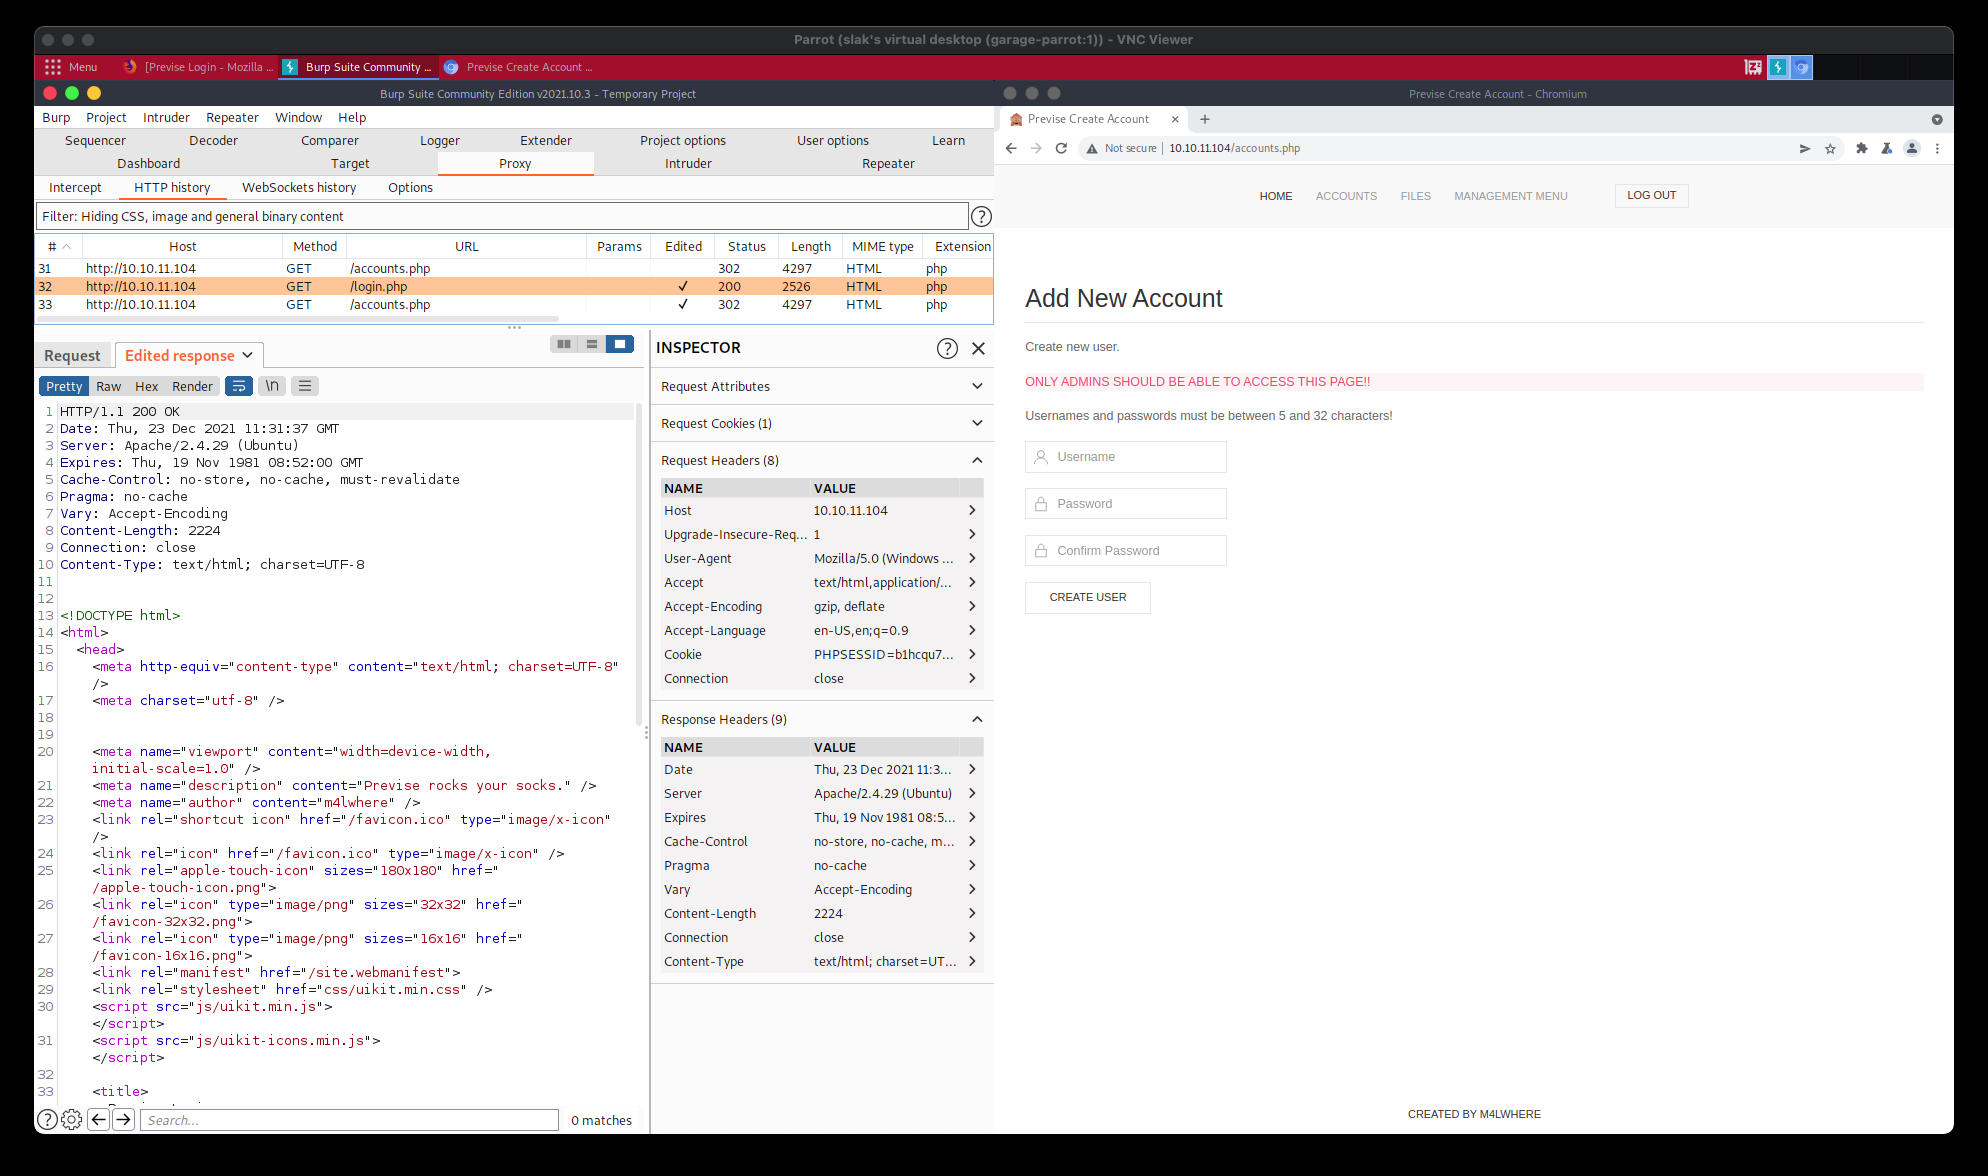 Parrot (slak's virtual desktop (garage-parrot:1)) - VNC Viewer
Menu [Previse Login - Mozilla ... Burp Suite Community ... Previse Create Account ...
Burp Suite Community Edition v2021.10.3 - Temporary Project
Burp Project Intruder Repeater Window Help
Sequencer Decoder Comparer Logger Extender Project options User options Learn
Dashboard Target Proxy Intruder Repeater
Intercept HTTP history WebSockets history Options
Filter: Hiding CSS, image and general binary content ?
# Host Method URL Params Edited Status Length MIME type Extension
31 http://10.10.11.104 GET /accounts.php 302 4297 HTML php
32 http://10.10.11.104 GET /login.php ✓ 200 2526 HTML php
33 http://10.10.11.104 GET /accounts.php ✓ 302 4297 HTML php
Request Edited response
Pretty Raw Hex Render \n
1 HTTP/1.1 200 OK
2 Date: Thu, 23 Dec 2021 11:31:37 GMT
3 Server: Apache/2.4.29 (Ubuntu)
4 Expires: Thu, 19 Nov 1981 08:52:00 GMT
5 Cache-Control: no-store, no-cache, must-revalidate
6 Pragma: no-cache
7 Vary: Accept-Encoding
8 Content-Length: 2224
9 Connection: close
10 Content-Type: text/html; charset=UTF-8
11
12
13 <!DOCTYPE html>
14 <html>
15 <head>
16 <meta http-equiv="content-type" content="text/html; charset=UTF-8"
/>
17 <meta charset="utf-8" />
18
19
20 <meta name="viewport" content="width=device-width,
initial-scale=1.0" />
21 <meta name="description" content="Previse rocks your socks." />
22 <meta name="author" content="m4lwhere" />
23 <link rel="shortcut icon" href="/favicon.ico" type="image/x-icon"
/>
24 <link rel="icon" href="/favicon.ico" type="image/x-icon" />
25 <link rel="apple-touch-icon" sizes="180x180" href="
/apple-touch-icon.png">
26 <link rel="icon" type="image/png" sizes="32x32" href="
/favicon-32x32.png">
27 <link rel="icon" type="image/png" sizes="16x16" href="
/favicon-16x16.png">
28 <link rel="manifest" href="/site.webmanifest">
29 <link rel="stylesheet" href="css/uikit.min.css" />
30 <script src="js/uikit.min.js">
</script>
31 <script src="js/uikit-icons.min.js">
</script>
32
33 <title>
? Search... 0 matches
INSPECTOR ?
Request Attributes
Request Cookies (1)
Request Headers (8)
NAME VALUE
Host 10.10.11.104
Upgrade-Insecure-Req... 1
User-Agent Mozilla/5.0 (Windows ...
Accept text/html,application/...
Accept-Encoding gzip, deflate
Accept-Language en-US,en;q=0.9
Cookie PHPSESSID=b1hcqu7...
Connection close
Response Headers (9)
NAME VALUE
Date Thu, 23 Dec 2021 11:3...
Server Apache/2.4.29 (Ubuntu)
Expires Thu, 19 Nov 1981 08:5...
Cache-Control no-store, no-cache, m...
Pragma no-cache
Vary Accept-Encoding
Content-Length 2224
Connection close
Content-Type text/html; charset=UT...
Previse Create Account - Chromium
Previse Create Account
Not secure | 10.10.11.104/accounts.php
HOME ACCOUNTS FILES MANAGEMENT MENU LOG OUT
Add New Account
Create new user.
ONLY ADMINS SHOULD BE ABLE TO ACCESS THIS PAGE!!
Usernames and passwords must be between 5 and 32 characters!
Username
Password
Confirm Password
CREATE USER
CREATED BY M4LWHERE